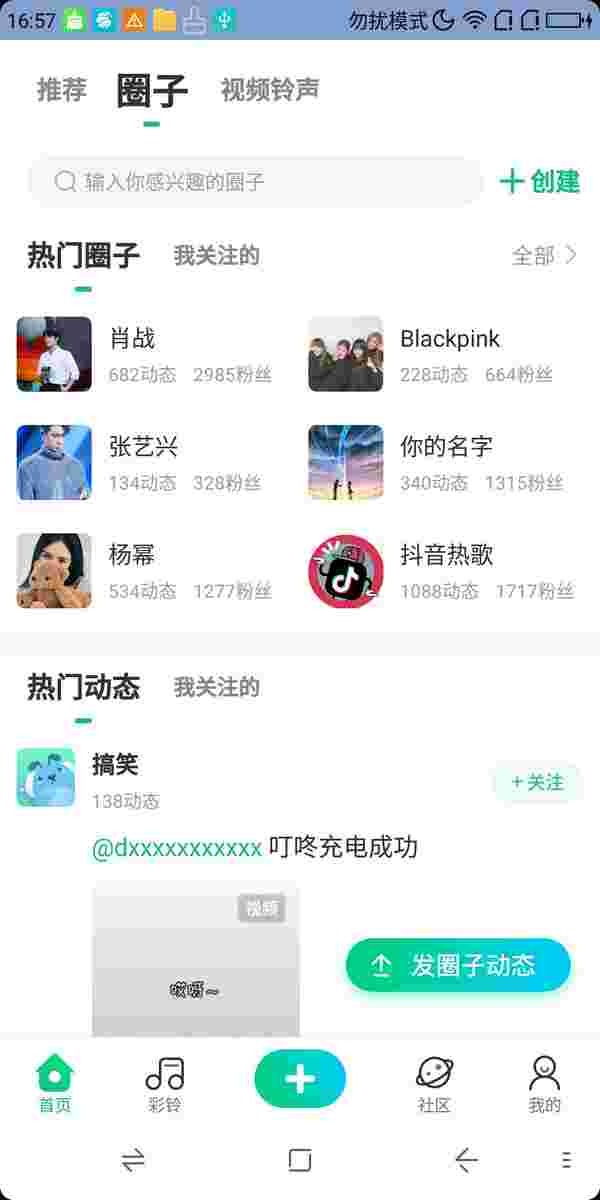 16:57 勿扰模式
推荐 圈子 视频铃声
输入你感兴趣的圈子 创建
热门圈子 我关注的 全部
肖战 Blackpink
682动态 2985粉丝 228动态 664粉丝
张艺兴 你的名字
134动态 328粉丝 340动态 1315粉丝
杨幂 抖音热歌
534动态 1277粉丝 1088动态 1717粉丝
热门动态 我关注的
搞笑
138动态 +关注
@dxxxxxxxxxxx 叮咚充电成功
视频
哎呀~
发圈子动态
首页 彩铃 社区 我的